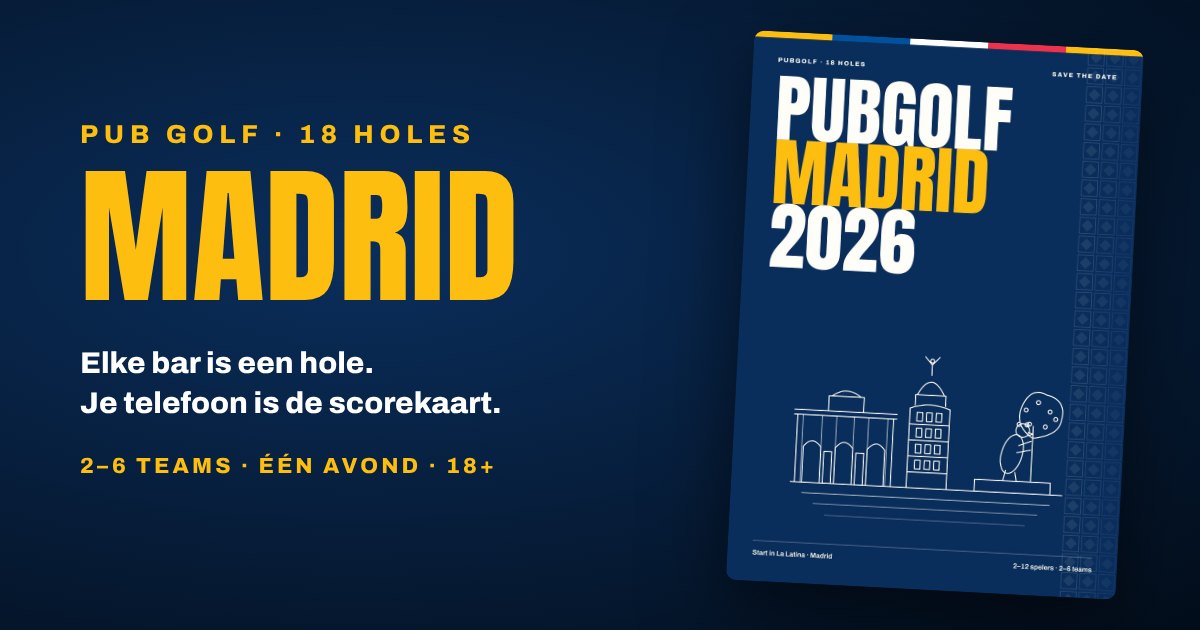 PUB GOLF · 18 HOLES
MADRID
Elke bar is een hole.
Je telefoon is de scorekaart.
2–6 TEAMS · ÉÉN AVOND · 18+
PUBGOLF · 18 HOLES
SAVE THE DATE
PUBGOLF
MADRID
2026
Start in La Latina · Madrid
2–12 spelers · 2–6 teams